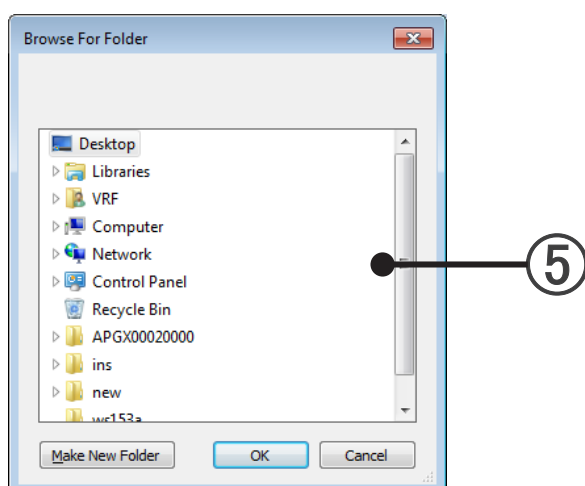 Browse For Folder
Desktop
Libraries
VRF
Computer
Network
Control Panel
Recycle Bin
APGX00020000
ins
new
ws153a
Make New Folder
OK
Cancel
⑤